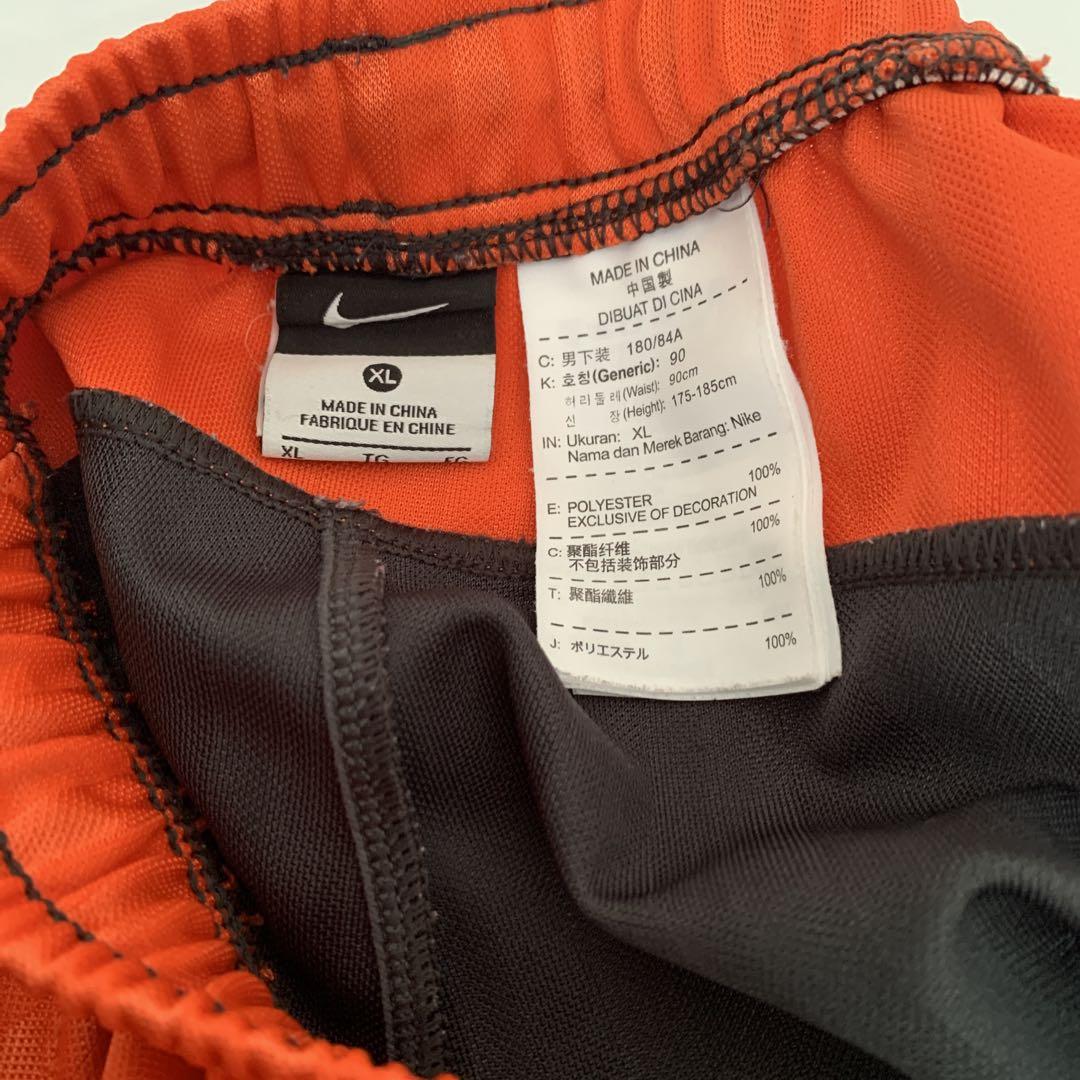 XL
MADE IN CHINA
FABRIQUE EN CHINE
XL TG EG
MADE IN CHINA
中国製
DIBUAT DI CINA
C: 男下装 180/84A
K: 호칭(Generic): 90
허리둘레(Waist): 90cm
신 장(Height): 175-185cm
IN: Ukuran: XL
Nama dan Merek Barang: Nike
100%
E: POLYESTER
EXCLUSIVE OF DECORATION
100%
C: 聚酯纤维
不包括装饰部分
100%
T: 聚酯纖維
J: ポリエステル 100%